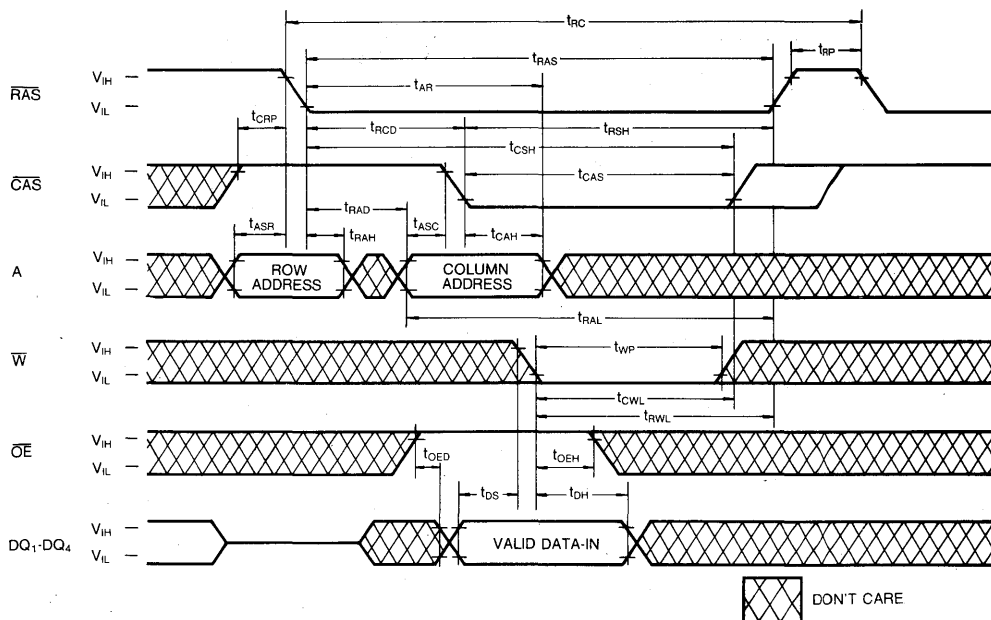 tRC
tRP
tRAS
VIH
tAR
RAS
VIL
tCRP
tRCD
tRSH
tCSH
VIH
tCAS
CAS
VIL
tRAD
tASR
tRAH
tASC
tCAH
VIH
A
ROW ADDRESS
COLUMN ADDRESS
VIL
tRAL
VIH
tWP
W
VIL
tCWL
tRWL
VIH
OE
VIL
tOED
tOEH
tDS
tDH
VIH
DQ1-DQ4
VALID DATA-IN
VIL
DON'T CARE